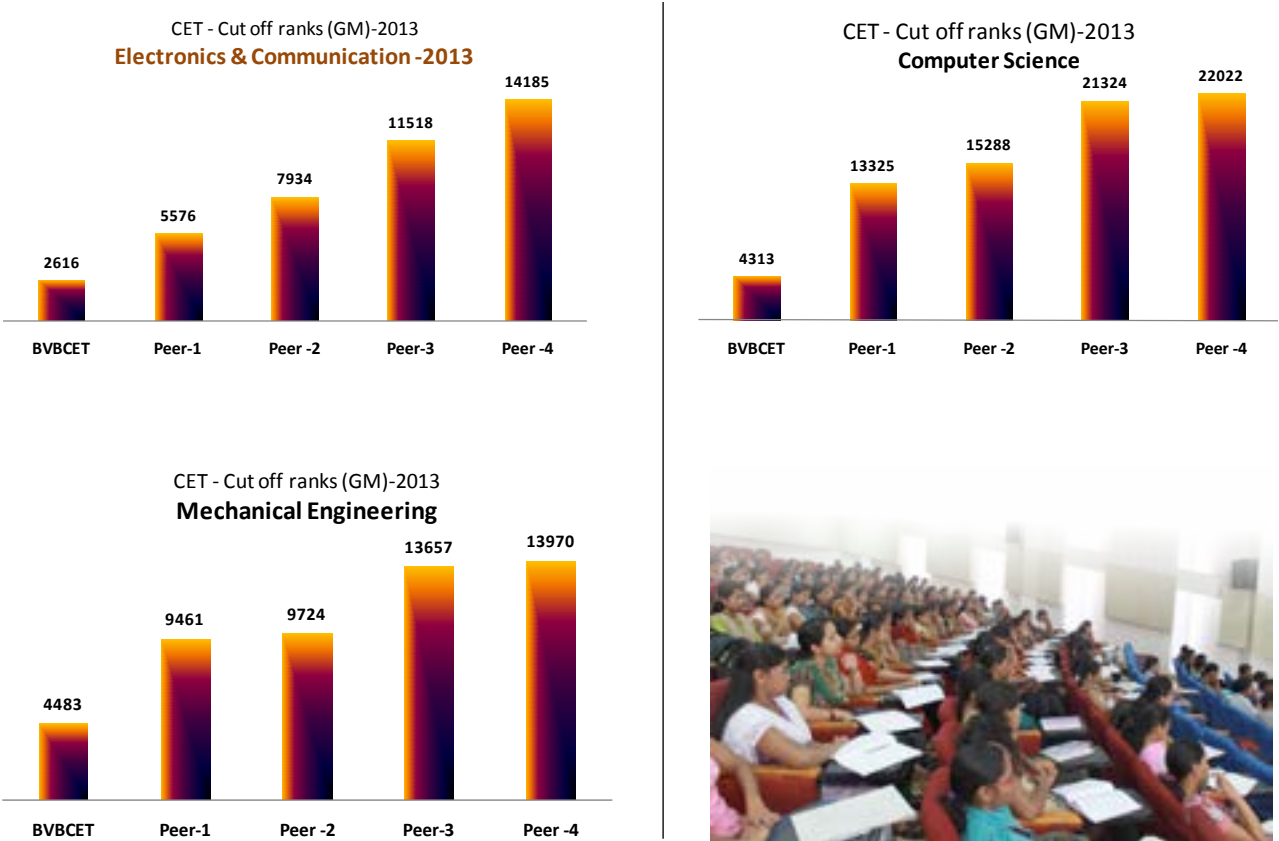 CET - Cut off ranks (GM)-2013
Electronics & Communication -2013
14185
11518
7934
5576
2616
BVBCET Peer-1 Peer -2 Peer-3 Peer -4
CET - Cut off ranks (GM)-2013
Computer Science
22022
21324
15288
13325
4313
BVBCET Peer-1 Peer -2 Peer-3 Peer -4
CET - Cut off ranks (GM)-2013
Mechanical Engineering
13970
13657
9724
9461
4483
BVBCET Peer-1 Peer -2 Peer-3 Peer -4